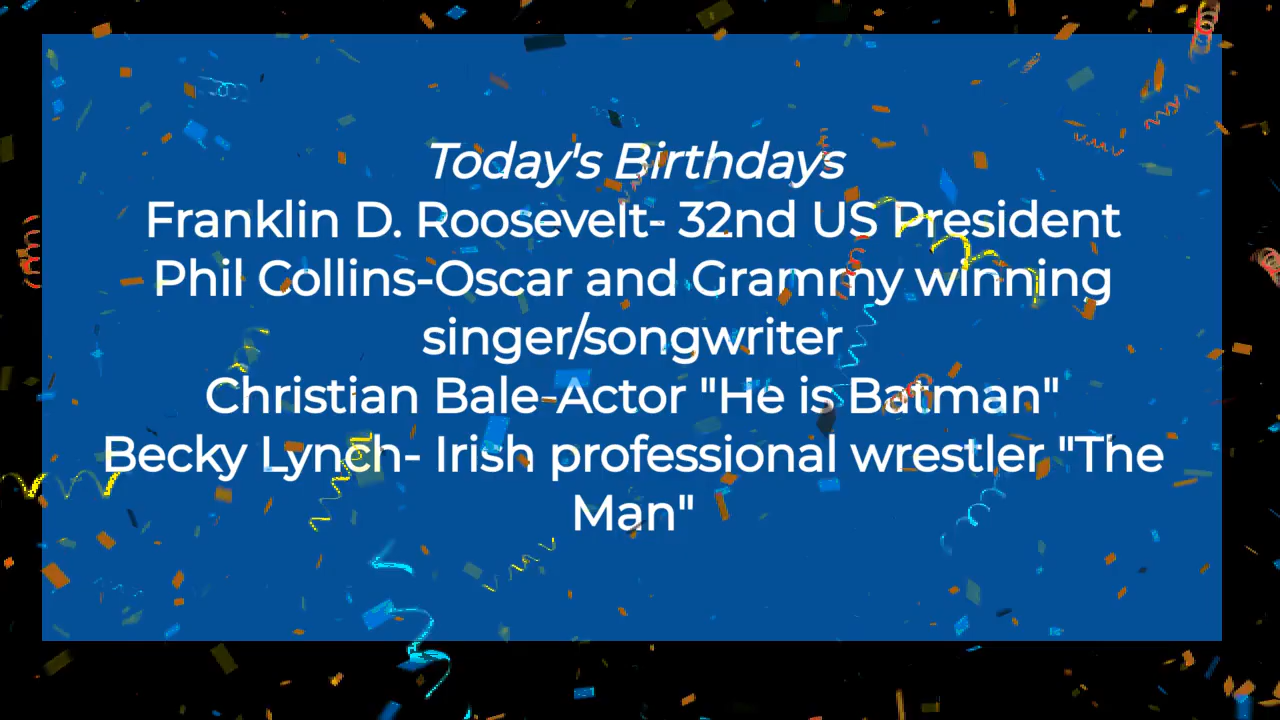 Today's Birthdays
Franklin D. Roosevelt- 32nd US President
Phil Collins-Oscar and Grammy winning
singer/songwriter
Christian Bale-Actor "He is Batman"
Becky Lynch- Irish professional wrestler "The
Man"